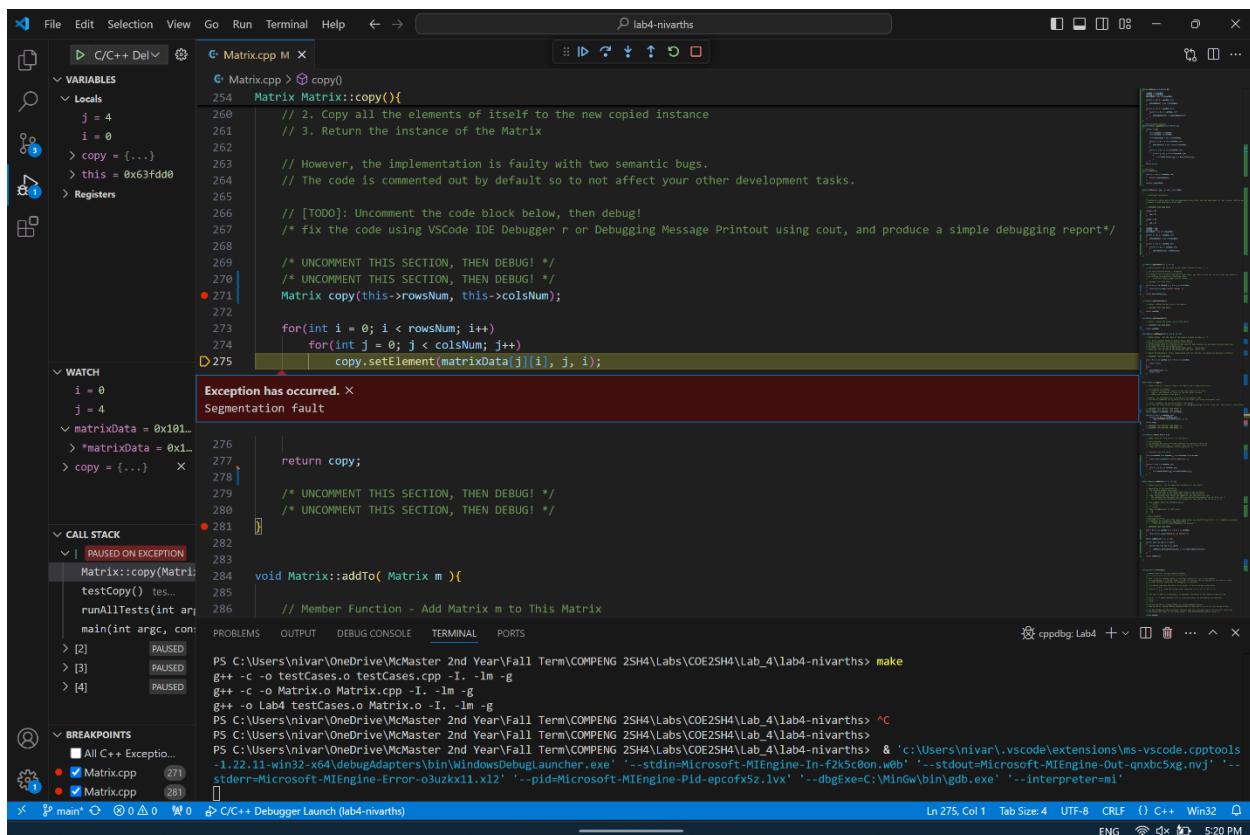 File Edit Selection View Go Run Terminal Help
lab4-nivarths
C/C++ Del
Matrix.cpp M
VARIABLES
Locals
j = 4
i = 0
copy = {...}
this = 0x63fdd0
Registers
WATCH
i = 0
j = 4
matrixData = 0x101...
*matrixData = 0x1...
copy = {...}
CALL STACK
PAUSED ON EXCEPTION
Matrix::copy(Matri:
testCopy() tes...
runAllTests(int ar
main(int argc, con
[2] PAUSED
[3] PAUSED
[4] PAUSED
BREAKPOINTS
All C++ Exceptio...
Matrix.cpp 271
Matrix.cpp 281
Matrix.cpp > copy()
254 Matrix Matrix::copy(){
260 // 2. Copy all the elements of itself to the new copied instance
261 // 3. Return the instance of the Matrix
262
263 // However, the implementation is faulty with two semantic bugs.
264 // The code is commented out by default so to not affect your other development tasks.
265
266 // [TODO]: Uncomment the code block below, then debug!
267 /* fix the code using VSCode IDE Debugger r or Debugging Message Printout using cout, and produce a simple debugging report*/
268
269 /* UNCOMMENT THIS SECTION, THEN DEBUG! */
270 /* UNCOMMENT THIS SECTION, THEN DEBUG! */
271 Matrix copy(this->rowsNum, this->colsNum);
272
273 for(int i = 0; i < rowsNum; i++)
274 for(int j = 0; j < colsNum; j++)
275 copy.setElement(matrixData[j][i], j, i);
Exception has occurred.
Segmentation fault
276
277 return copy;
278
279 /* UNCOMMENT THIS SECTION, THEN DEBUG! */
280 /* UNCOMMENT THIS SECTION, THEN DEBUG! */
281 }
282
283
284 void Matrix::addTo( Matrix m ){
285
286 // Member Function - Add Matrix m to This Matrix
PROBLEMS OUTPUT DEBUG CONSOLE TERMINAL PORTS
cppdbg: Lab4
PS C:\Users\nivar\OneDrive\McMaster 2nd Year\Fall Term\COMPENG 2SH4\Labs\COE2SH4\Lab_4\lab4-nivarths> make
g++ -c -o testCases.o testCases.cpp -I. -lm -g
g++ -c -o Matrix.o Matrix.cpp -I. -lm -g
g++ -o Lab4 testCases.o Matrix.o -I. -lm -g
PS C:\Users\nivar\OneDrive\McMaster 2nd Year\Fall Term\COMPENG 2SH4\Labs\COE2SH4\Lab_4\lab4-nivarths> ^C
PS C:\Users\nivar\OneDrive\McMaster 2nd Year\Fall Term\COMPENG 2SH4\Labs\COE2SH4\Lab_4\lab4-nivarths>
PS C:\Users\nivar\OneDrive\McMaster 2nd Year\Fall Term\COMPENG 2SH4\Labs\COE2SH4\Lab_4\lab4-nivarths> & 'c:\Users\nivar\.vscode\extensions\ms-vscode.cpptools
-1.22.11-win32-x64\debugAdapters\bin\WindowsDebugLauncher.exe' '--stdin=Microsoft-MIEngine-In-f2k5c0on.w0b' '--stdout=Microsoft-MIEngine-Out-qnxbc5xg.nvj' '--
stderr=Microsoft-MIEngine-Error-o3uzkx11.xl2' '--pid=Microsoft-MIEngine-Pid-epcofx5z.lvx' '--dbgExe=C:\MinGw\bin\gdb.exe' '--interpreter=mi'
main* 0 0 0 C/C++ Debugger Launch (lab4-nivarths) Ln 275, Col 1 Tab Size: 4 UTF-8 CRLF {} C++ Win32
ENG 5:20 PM